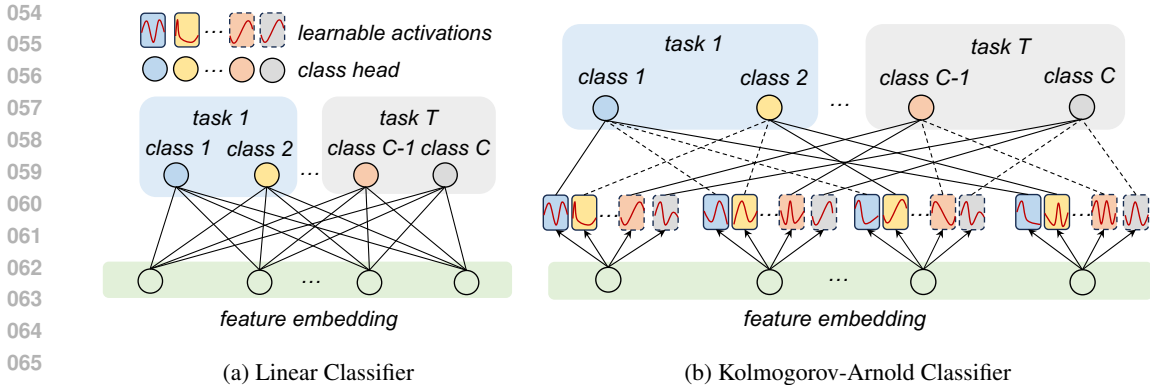 054
055
056
057
058
059
060
061
062
063
064
065
... learnable activations
... class head
task 1 task T
class 1 class 2 class C-1 class C
...
...
feature embedding
(a) Linear Classifier
task 1 task T
class 1 class 2 class C-1 class C
...
... ... ... ...
...
feature embedding
(b) Kolmogorov-Arnold Classifier